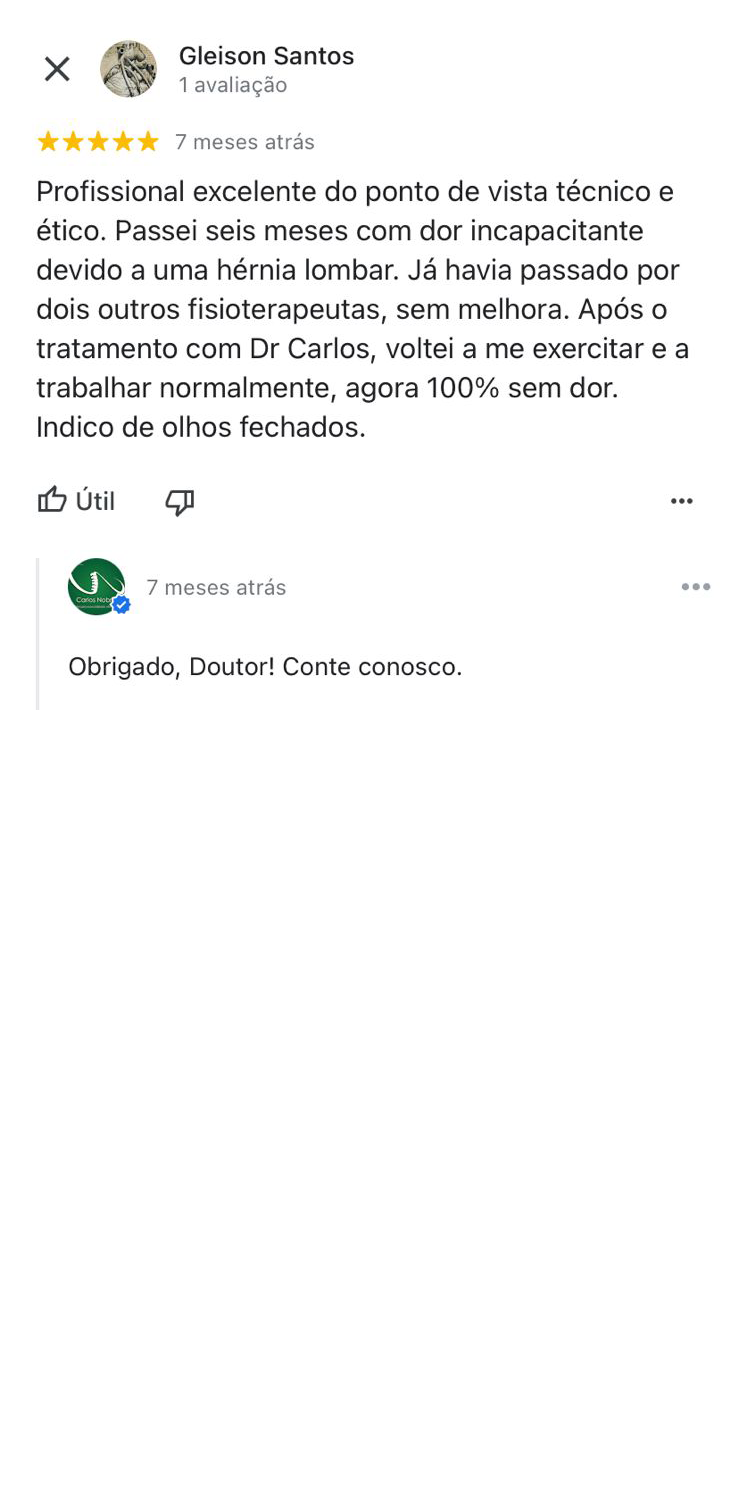 Gleison Santos
1 avaliação
7 meses atrás
Profissional excelente do ponto de vista técnico e
ético. Passei seis meses com dor incapacitante
devido a uma hérnia lombar. Já havia passado por
dois outros fisioterapeutas, sem melhora. Após o
tratamento com Dr Carlos, voltei a me exercitar e a
trabalhar normalmente, agora 100% sem dor.
Indico de olhos fechados.
Útil
Carlos
7 meses atrás
Obrigado, Doutor! Conte conosco.